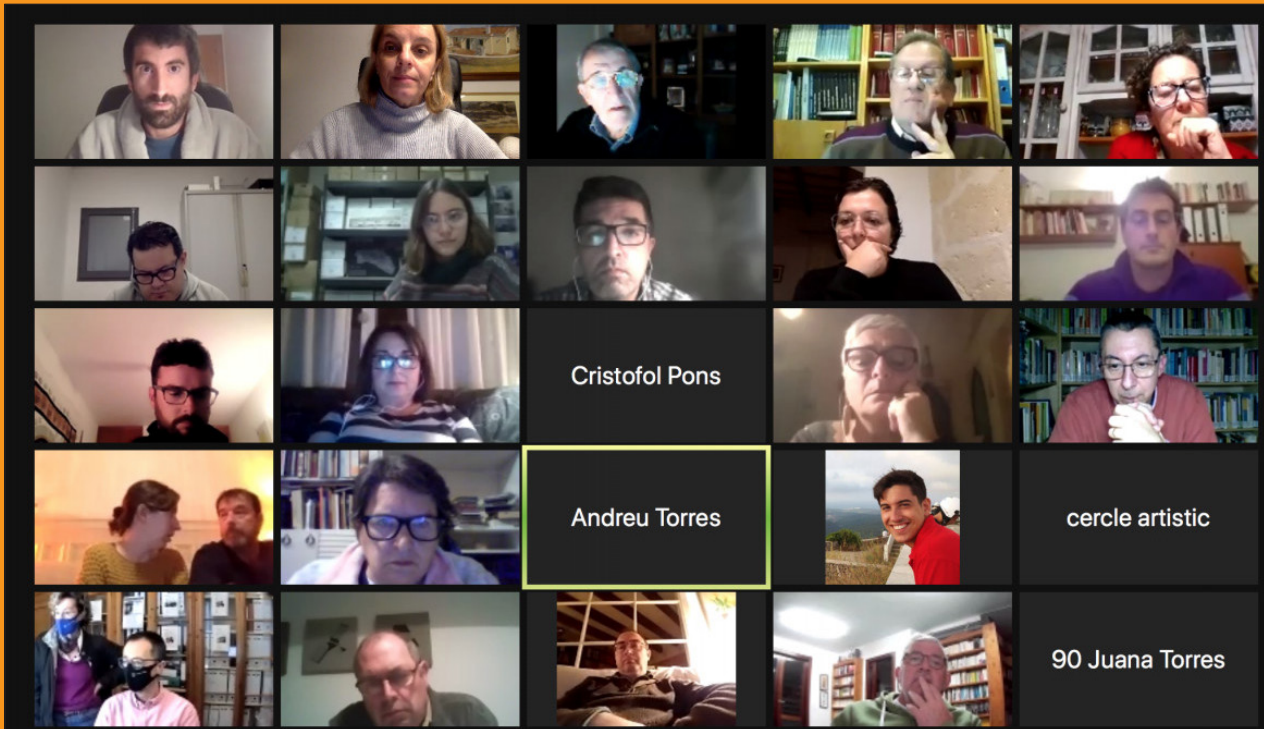 Cristofol Pons
Andreu Torres
cercle artistic
90 Juana Torres